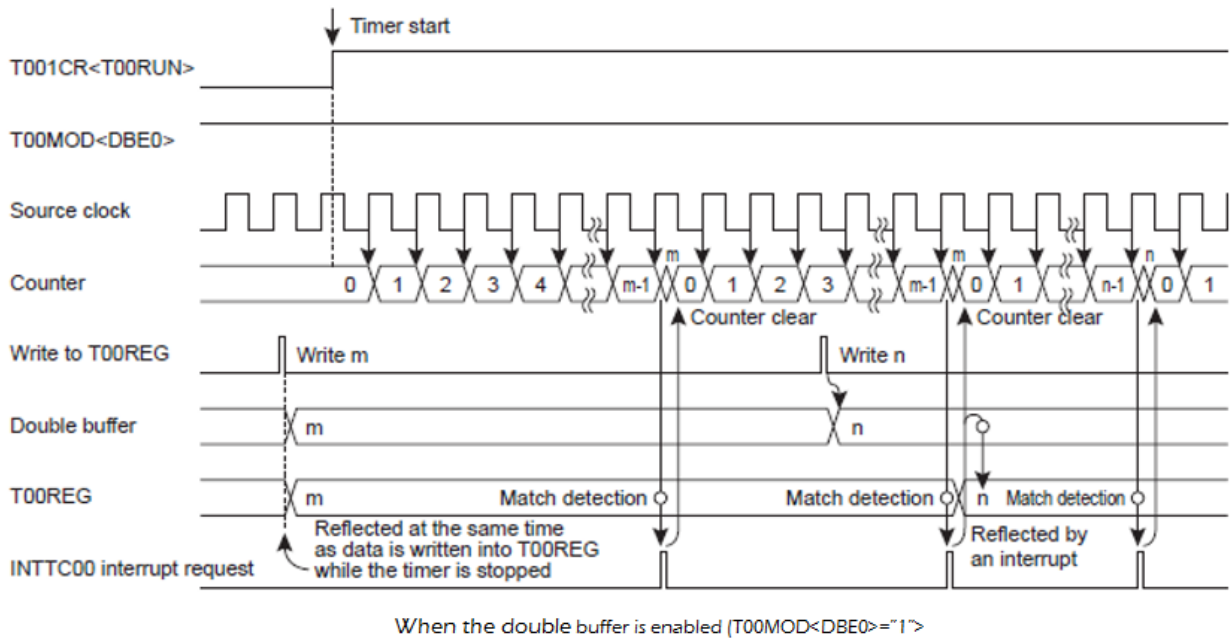 Timer start
T001CR<T00RUN>
T00MOD<DBE0>
Source clock
m m n
Counter 0 1 2 3 4 m-1 0 1 2 3 m-1 0 1 n-1 0 1
Counter clear Counter clear
Write to T00REG Write m Write n
Double buffer m n
T00REG m Match detection Match detection n Match detection
Reflected at the same time
as data is written into T00REG
while the timer is stopped
Reflected by
an interrupt
INTTC00 interrupt request
When the double buffer is enabled (T00MOD<DBE0>="1">